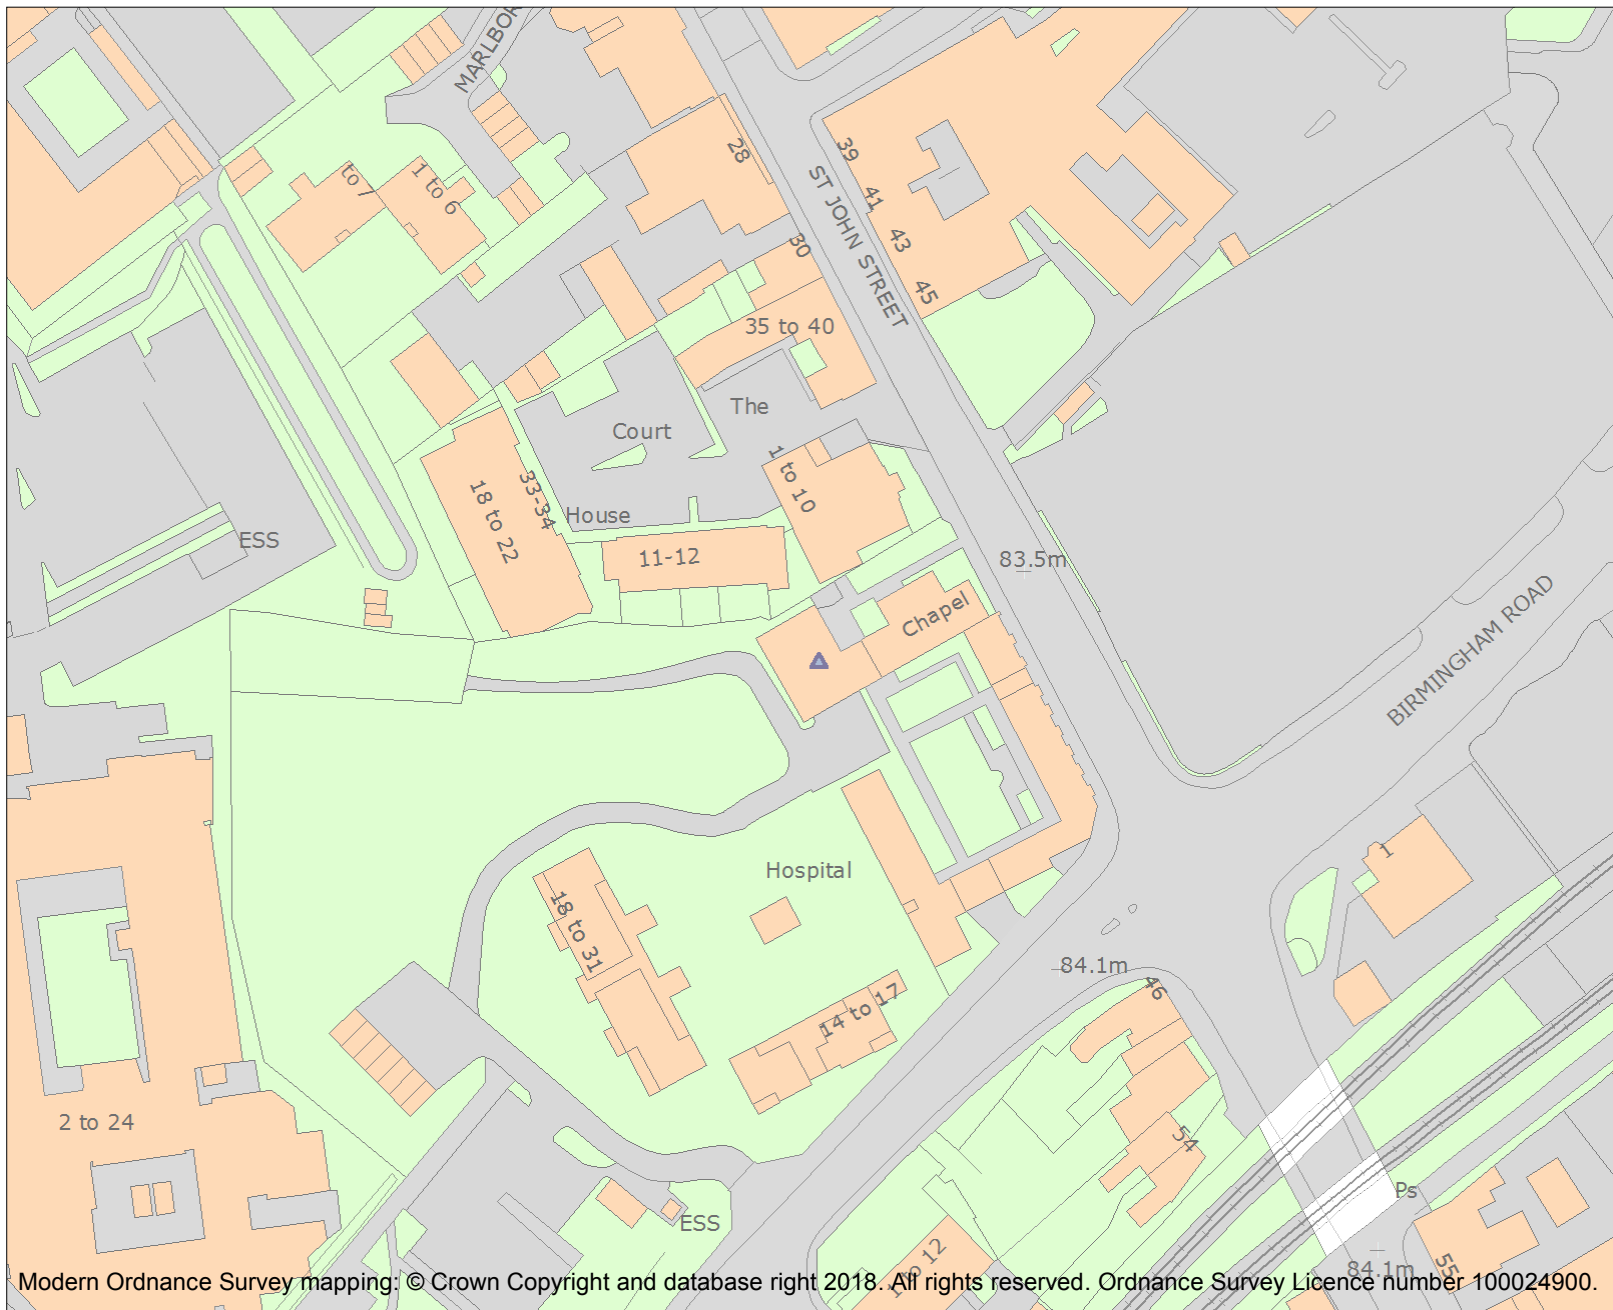 MARLBOR
28
39
to 7
1 to 6
41
ST JOHN STREET
43
30
45
35 to 40
The
Court
1 to 10
33-34
18 to 22
House
ESS
11-12
83.5m
Chapel
BIRMINGHAM ROAD
1
Hospital
18 to 31
84.1m
46
14 to 17
2 to 24
54
Ps
ESS
55
84.1m
Modern Ordnance Survey mapping: © Crown Copyright and database right 2018. All rights reserved. Ordnance Survey Licence number 100024900.